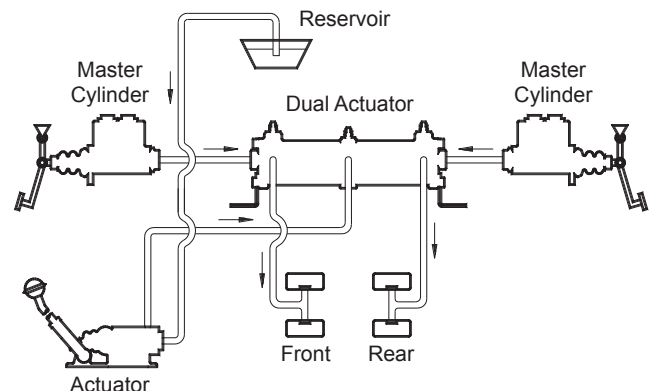 Reservoir
Master
Cylinder
Dual Actuator
Master
Cylinder
Front
Rear
Actuator